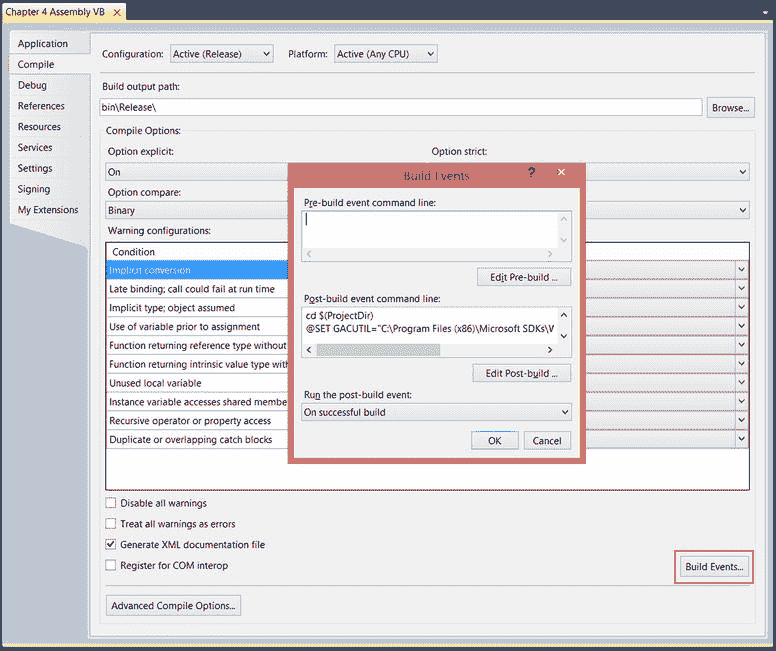 Chapter 4 Assembly VB
Application
Compile
Debug
References
Resources
Services
Settings
Signing
My Extensions
Configuration: Active (Release) Platform: Active (Any CPU)
Build output path:
bin\Release\ Browse...
Compile Options:
Option explicit: Option strict:
On
Option compare:
Binary
Warning configurations:
Condition
Implicit conversion
Late binding; call could fail at run time
Implicit type; object assumed
Use of variable prior to assignment
Function returning reference type without
Function returning intrinsic value type with
Unused local variable
Instance variable accesses shared membe
Recursive operator or property access
Duplicate or overlapping catch blocks
Disable all warnings
Treat all warnings as errors
Generate XML documentation file
Register for COM interop
Build Events...
Advanced Compile Options...
Build Events ?
Pre-build event command line:
Edit Pre-build ...
Post-build event command line:
cd $(ProjectDir)
@SET GACUTIL="C:\Program Files (x86)\Microsoft SDKs\W
Edit Post-build ...
Run the post-build event:
On successful build
OK Cancel